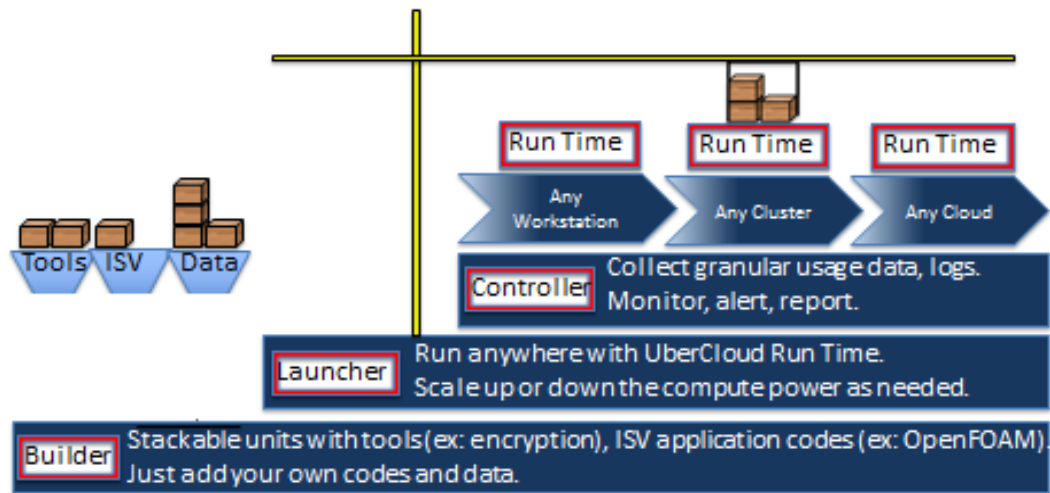 Run Time
Run Time
Run Time
Any
Workstation
Any Cluster
Any Cloud
Tools
ISV
Data
Controller
Collect granular usage data, logs.
Monitor, alert, report.
Launcher
Run anywhere with UberCloud Run Time.
Scale up or down the compute power as needed.
Builder
Stackable units with tools (ex: encryption), ISV application codes (ex: OpenFOAM).
Just add your own codes and data.